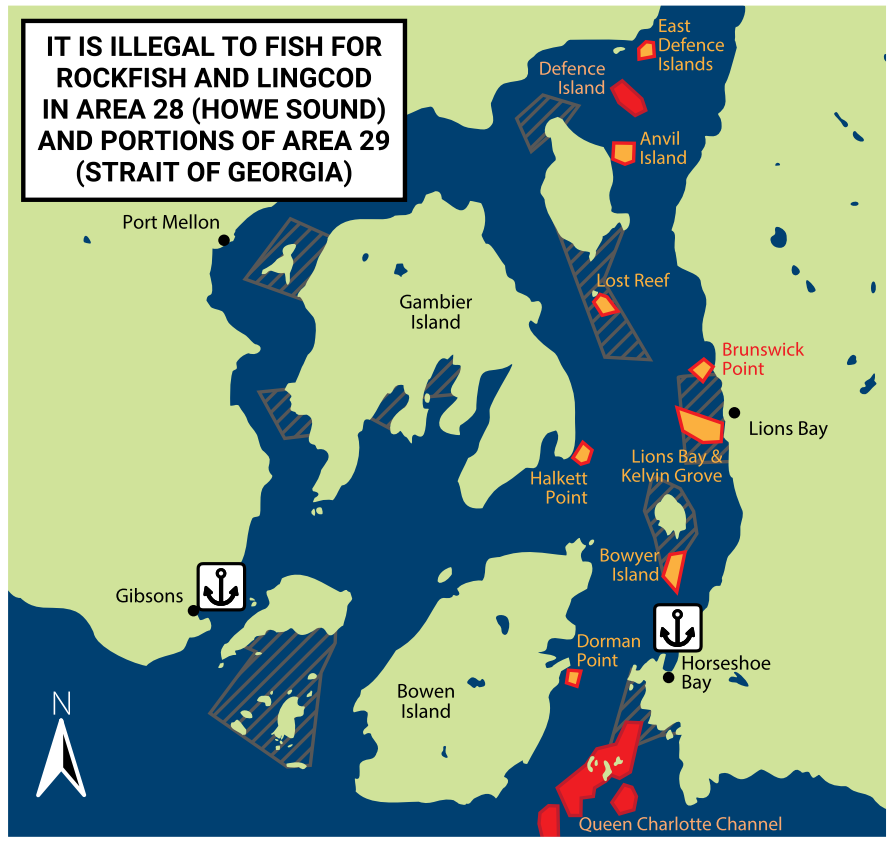 IT IS ILLEGAL TO FISH FOR
ROCKFISH AND LINGCOD
IN AREA 28 (HOWE SOUND)
AND PORTIONS OF AREA 29
(STRAIT OF GEORGIA)
East
Defence
Islands
Defence
Island
Anvil
Island
Port Mellon
Lost Reef
Gambier
Island
Brunswick
Point
Lions Bay
Lions Bay &
Kelvin Grove
Halkett
Point
Bowyer
Island
Gibsons
Dorman
Point
Horseshoe
Bay
Bowen
Island
N
Queen Charlotte Channel